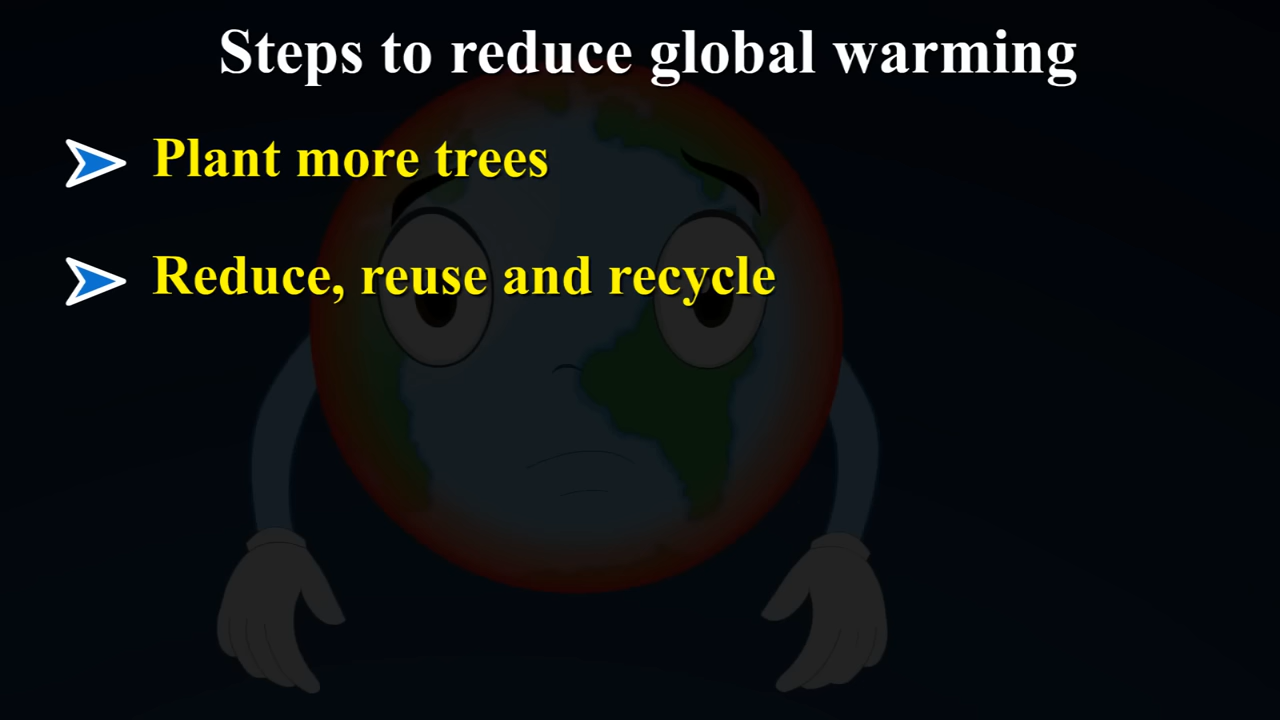 Steps to reduce global warming
Plant more trees
Reduce, reuse and recycle